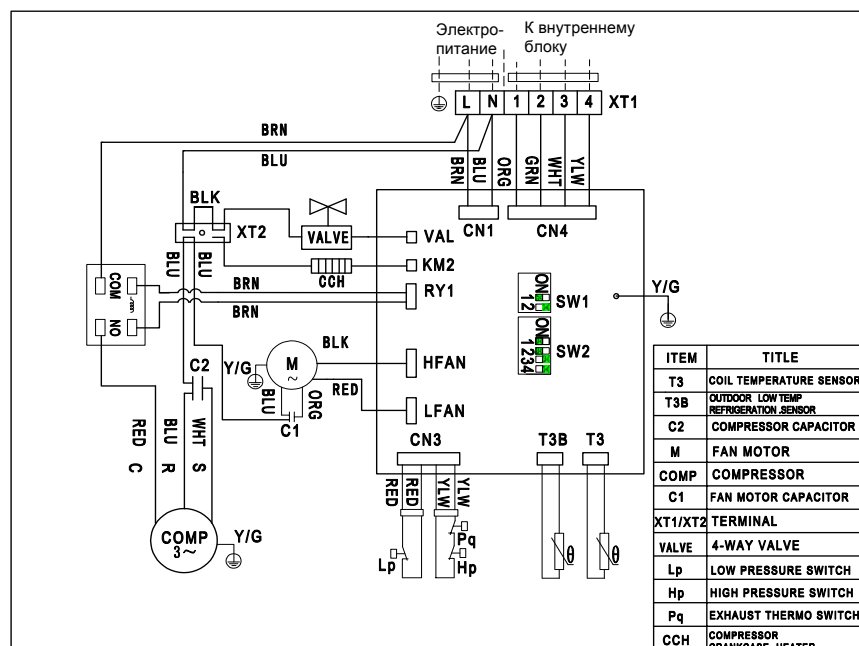 Электро-
питание
К внутреннему
блоку
L N 1 2 3 4 XT1
BRN
BLU
BRN
BLU
ORG
GRN
WHT
YLW
BLK
XT2
VALVE
VAL
CN1
CN4
BLU
BLU
CCH
KM2
COM
NO
BRN
BRN
RY1
ON
12
SW1
Y/G
ON
1234
SW2
C2
Y/G
M
~
BLK
HFAN
RED
LFAN
BLU
ORG
C1
RED C
BLU R
WHT S
CN3
T3B
T3
RED
RED
YLW
YLW
COMP
3~
Y/G
Lp
Pq
Hp
θ
θ
ITEM TITLE
T3 COIL TEMPERATURE SENSOR
T3B OUTDOOR LOW TEMP
REFRIGERATION .SENSOR
C2 COMPRESSOR CAPACITOR
M FAN MOTOR
COMP COMPRESSOR
C1 FAN MOTOR CAPACITOR
XT1/XT2 TERMINAL
VALVE 4-WAY VALVE
Lp LOW PRESSURE SWITCH
Hp HIGH PRESSURE SWITCH
Pq EXHAUST THERMO SWITCH
CCH COMPRESSOR
CRANKCASE HEATER